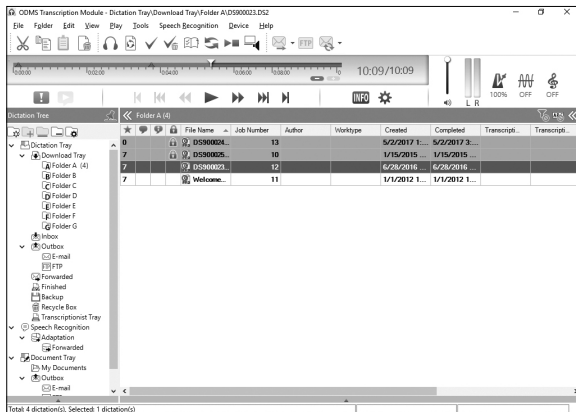 ODMS Transcription Module - Dictation Tray\Download Tray\Folder A\DS900023.DS2
File Folder Edit View Play Tools Speech Recognition Device Help
FTP
0:00:00 0:02:00 0:04:00 0:06:00 0:08:00 10:09/10:09
INFO L R 100% OFF OFF
Dictation Tree Folder A (4)
File Name Job Number Author Worktype Created Completed Transcripti... Transcripti...
0 DS900024... 13 5/2/2017 1:... 5/2/2017 3:...
7 DS900025... 10 1/15/2015 ... 1/15/2015 ...
7 DS900023... 12 6/28/2016 ... 6/28/2016 ...
7 Welcome... 11 1/1/2012 1... 1/1/2012 1...
Dictation Tray
Download Tray
Folder A (4)
Folder B
Folder C
Folder D
Folder E
Folder F
Folder G
Inbox
Outbox
E-mail
FTP
Forwarded
Finished
Backup
Recycle Box
Transcriptionist Tray
Speech Recognition
Adaptation
Forwarded
Document Tray
My Documents
Outbox
E-mail
Total: 4 dictation(s), Selected: 1 dictation(s)